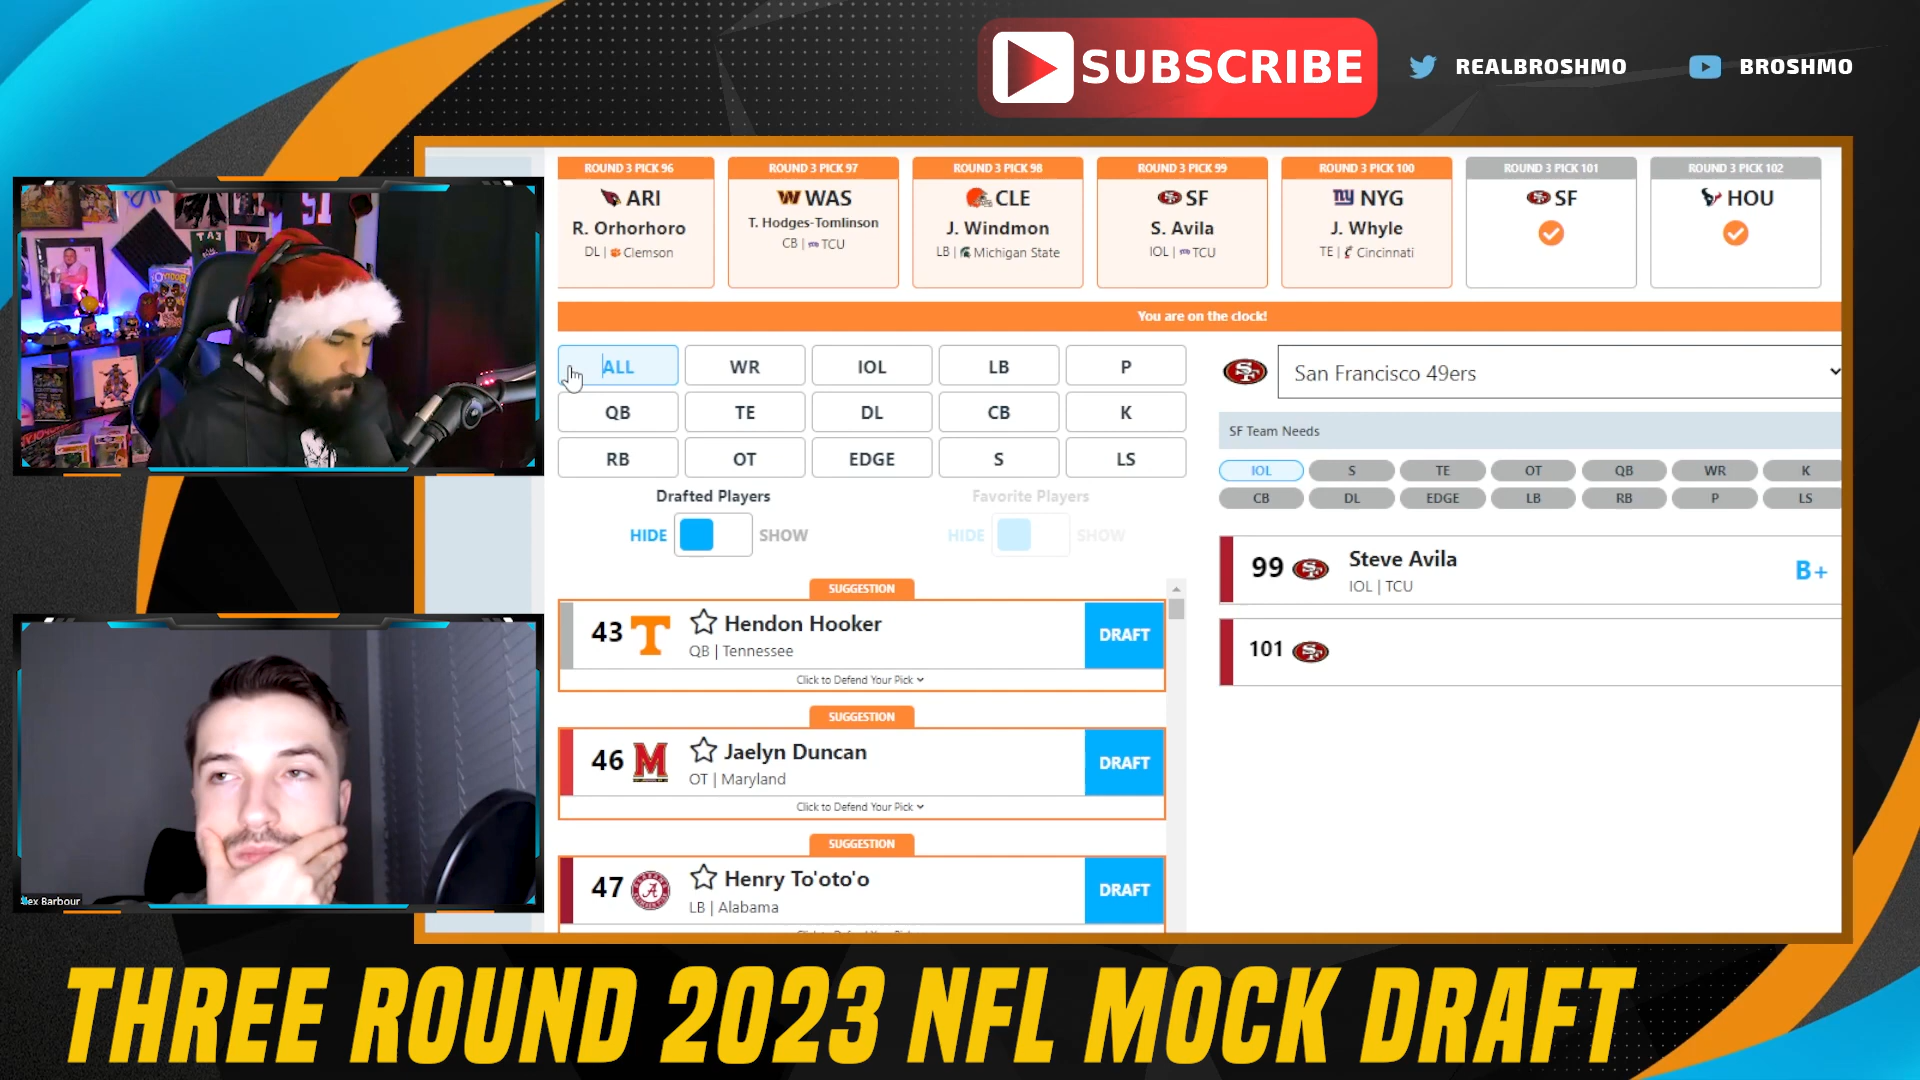 SUBSCRIBE
REALBROSHMO
BROSHMO
ROUND 3 PICK 96
ARI
R. Orhorhoro
DL | Clemson
ROUND 3 PICK 97
WAS
T. Hodges-Tomlinson
CB | TCU
ROUND 3 PICK 98
CLE
J. Windmon
LB | Michigan State
ROUND 3 PICK 99
SF
S. Avila
IOL | TCU
ROUND 3 PICK 100
NYG
J. Whyle
TE | Cincinnati
ROUND 3 PICK 101
SF
ROUND 3 PICK 102
HOU
You are on the clock!
ALL WR IOL LB P
QB TE DL CB K
RB OT EDGE S LS
Drafted Players
HIDE SHOW
Favorite Players
HIDE SHOW
SUGGESTION
43 T Hendon Hooker
QB | Tennessee
DRAFT
Click to Defend Your Pick
SUGGESTION
46 M Jaelyn Duncan
OT | Maryland
DRAFT
Click to Defend Your Pick
SUGGESTION
47 Henry To'oto'o
LB | Alabama
DRAFT
San Francisco 49ers
SF Team Needs
IOL S TE OT QB WR K
CB DL EDGE LB RB P LS
99 Steve Avila
IOL | TCU
B+
101
Barbour
THREE ROUND 2023 NFL MOCK DRAFT